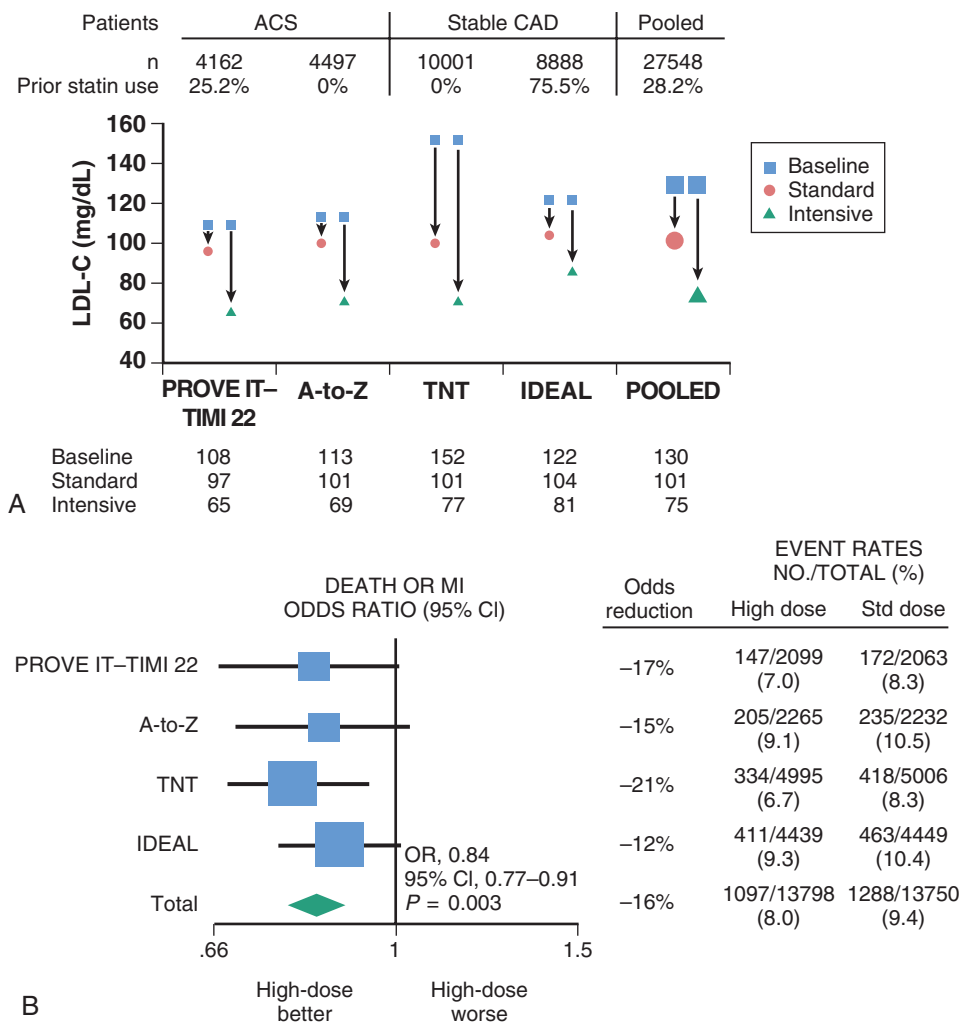 Patients ACS Stable CAD Pooled
n 4162 4497 10001 8888 27548
Prior statin use 25.2% 0% 0% 75.5% 28.2%
160
140
120
100
80
60
40
LDL-C (mg/dL)
Baseline
Standard
Intensive
PROVE IT–
TIMI 22
A-to-Z TNT IDEAL POOLED
Baseline 108 113 152 122 130
Standard 97 101 101 104 101
Intensive 65 69 77 81 75
A
EVENT RATES
NO./TOTAL (%)
DEATH OR MI
ODDS RATIO (95% CI)
Odds
reduction
High dose Std dose
PROVE IT–TIMI 22 –17% 147/2099 172/2063
(7.0) (8.3)
A-to-Z –15% 205/2265 235/2232
(9.1) (10.5)
TNT –21% 334/4995 418/5006
(6.7) (8.3)
IDEAL –12% 411/4439 463/4449
(9.3) (10.4)
OR, 0.84
95% CI, 0.77–0.91
P = 0.003
Total –16% 1097/13798 1288/13750
(8.0) (9.4)
.66 1 1.5
High-dose
better
High-dose
worse
B